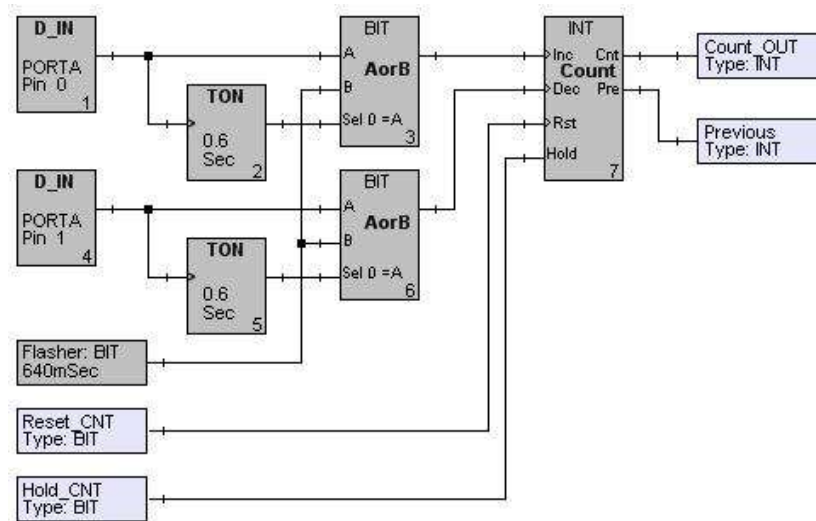 D_IN
PORTA
Pin 0
1
TON
0.6
Sec
2
BIT
A
AorB
B
Sel 0 =A
3
INT
Inc Cnt
Count
Dec Pre
Rst
Hold
7
Count_OUT
Type: INT
Previous
Type: INT
D_IN
PORTA
Pin 1
4
TON
0.6
Sec
5
BIT
A
AorB
B
Sel 0 =A
6
Flasher: BIT
640mSec
Reset_CNT
Type: BIT
Hold_CNT
Type: BIT